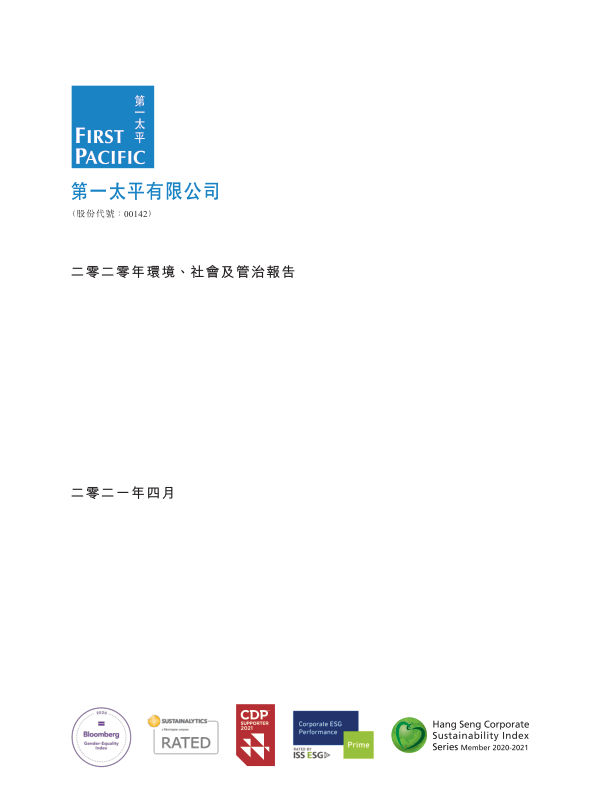 第一太平
FIRST
PACIFIC
第一太平有限公司
（股份代號：00142）
二零二零年環境、社會及管治報告
二零二一年四月
Bloomberg
Gender-Equality
Index
SUSTAINALYTICS
RATED
CDP
SUPPORTER
2021
Corporate ESG
Performance
Prime
RATED BY
ISS ESG
Hang Seng Corporate
Sustainability Index
Series Member 2020-2021